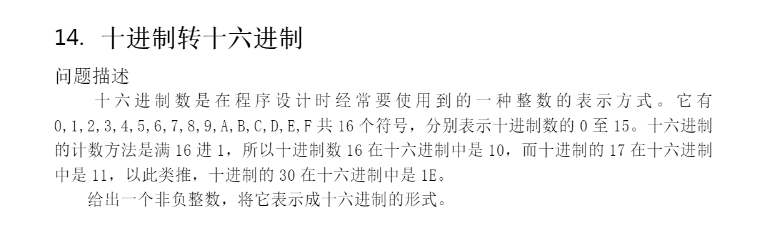 14. 十进制转十六进制
问题描述
十六进制数是在程序设计时经常要使用到的一种整数的表示方式。它有
0,1,2,3,4,5,6,7,8,9,A,B,C,D,E,F 共 16 个符号，分别表示十进制数的 0 至 15。十六进制
的计数方法是满 16 进 1，所以十进制数 16 在十六进制中是 10，而十进制的 17 在十六进制
中是 11，以此类推，十进制的 30 在十六进制中是 1E。
给出一个非负整数，将它表示成十六进制的形式。